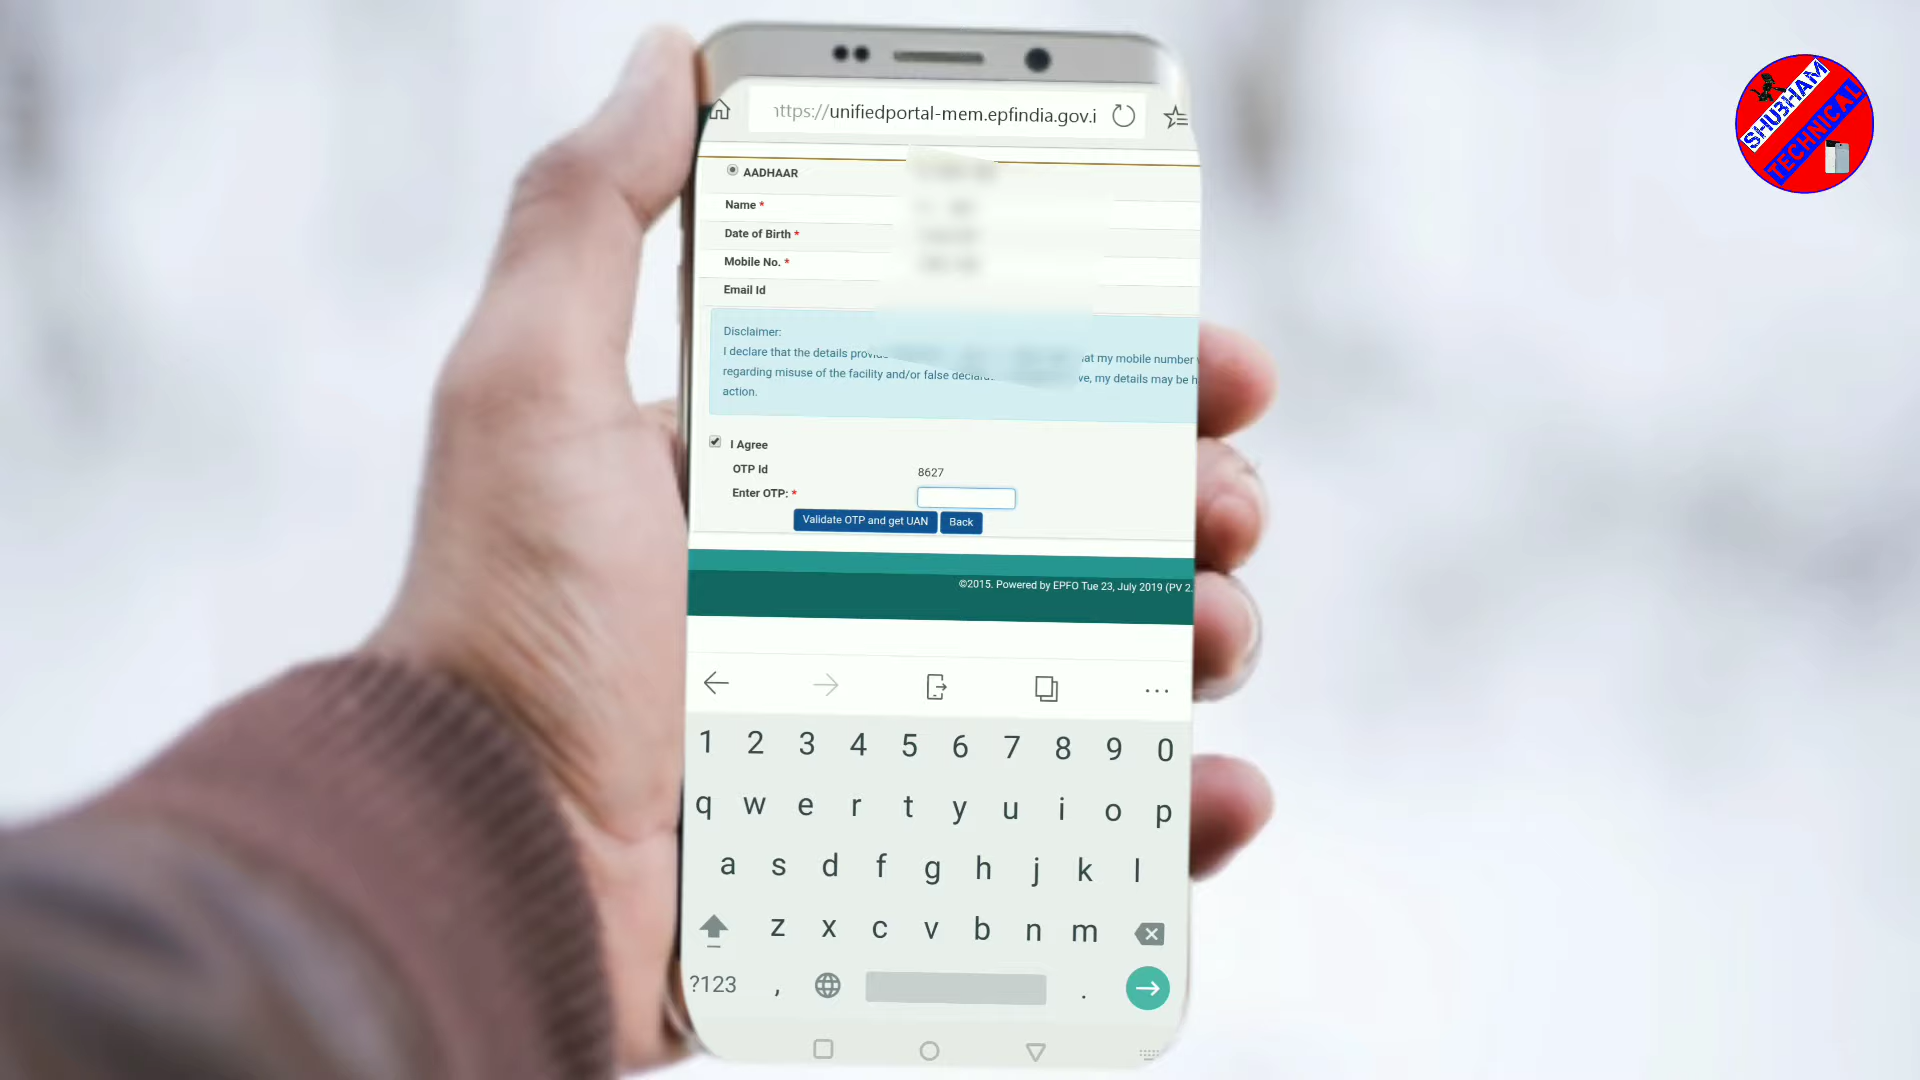 ttps://unifiedportal-mem.epfindia.gov.i
SHUBHAM
TECHNICAL
AADHAAR
Name *
Date of Birth *
Mobile No. *
Email Id
Disclaimer:
I declare that the details at my mobile number
regarding misuse of the facility and/or false ve, my details may be h
action.
I Agree
OTP Id 8627
Enter OTP: *
Validate OTP and get UAN Back
©2015. Powered by EPFO Tue 23, July 2019 (PV 2.
1 2 3 4 5 6 7 8 9 0
q w e r t y u i o p
a s d f g h j k l
z x c v b n m
?123 , .